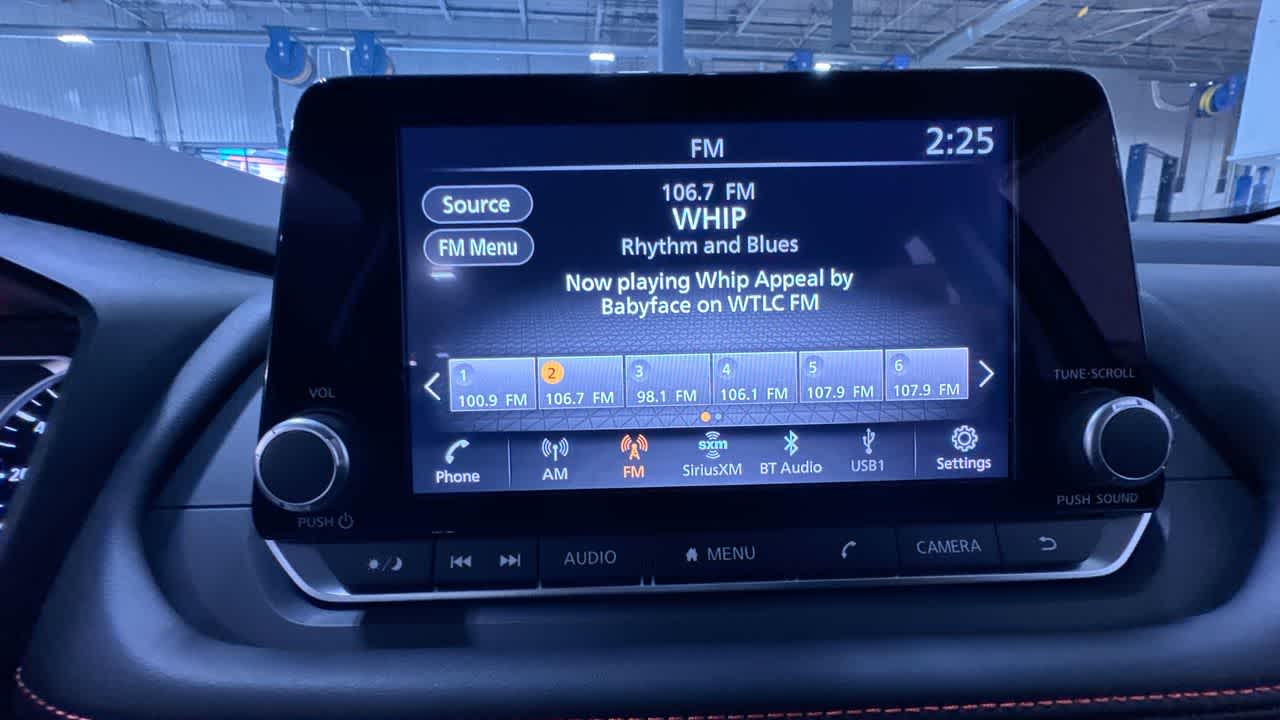 FM
2:25
Source
106.7 FM
WHIP
FM Menu
Rhythm and Blues
Now playing Whip Appeal by
Babyface on WTLC FM
1 2 3 4 5 6
100.9 FM 106.7 FM 98.1 FM 106.1 FM 107.9 FM 107.9 FM
sxm
Phone AM FM SiriusXM BT Audio USB1 Settings
VOL
TUNE·SCROLL
PUSH
PUSH SOUND
AUDIO MENU CAMERA
20